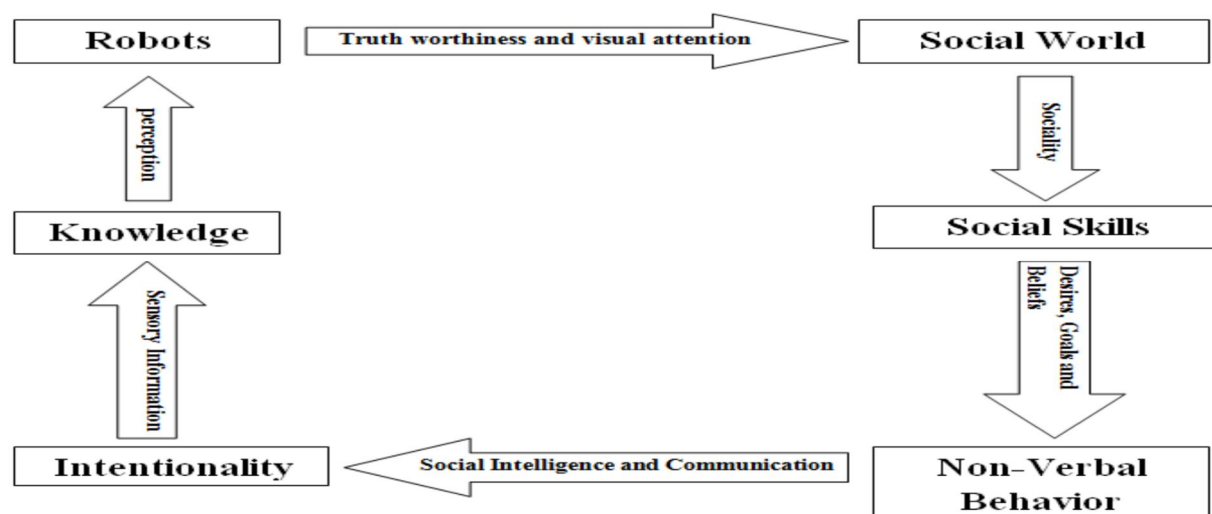 Robots
Truth worthiness and visual attention
Social World
perception
Sociality
Knowledge
Social Skills
Sensory Information
Desires, Goals and
Beliefs
Intentionality
Social Intelligence and Communication
Non-Verbal
Behavior